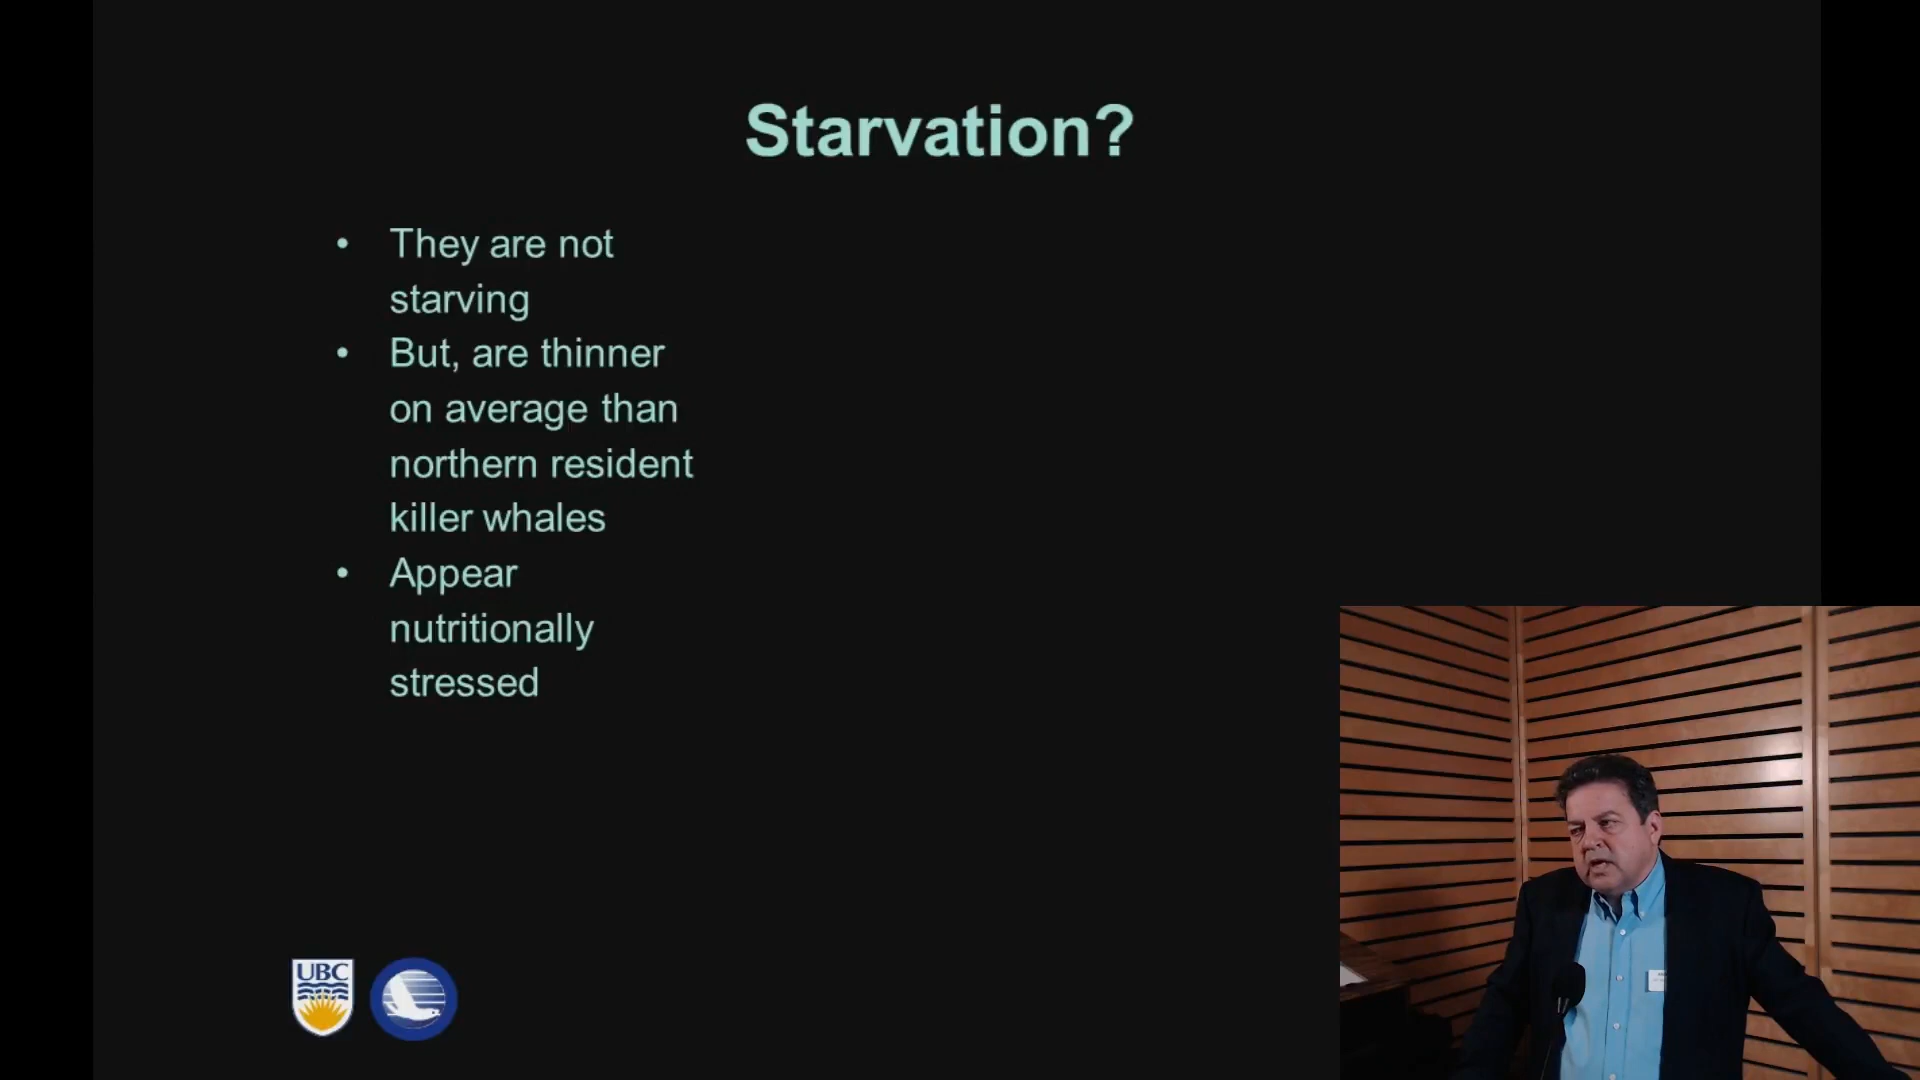 Starvation?
• They are not
starving
• But, are thinner
on average than
northern resident
killer whales
• Appear
nutritionally
stressed
UBC